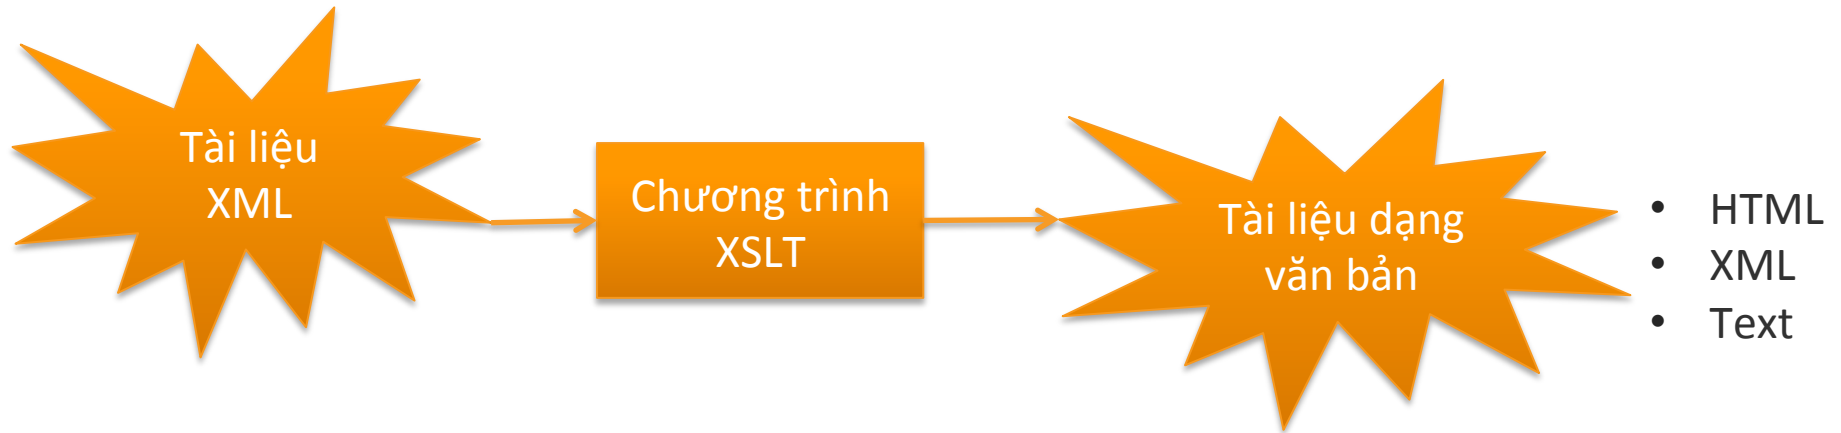 Tài liệu
XML
Chương trình
XSLT
Tài liệu dạng
văn bản
• HTML
• XML
• Text